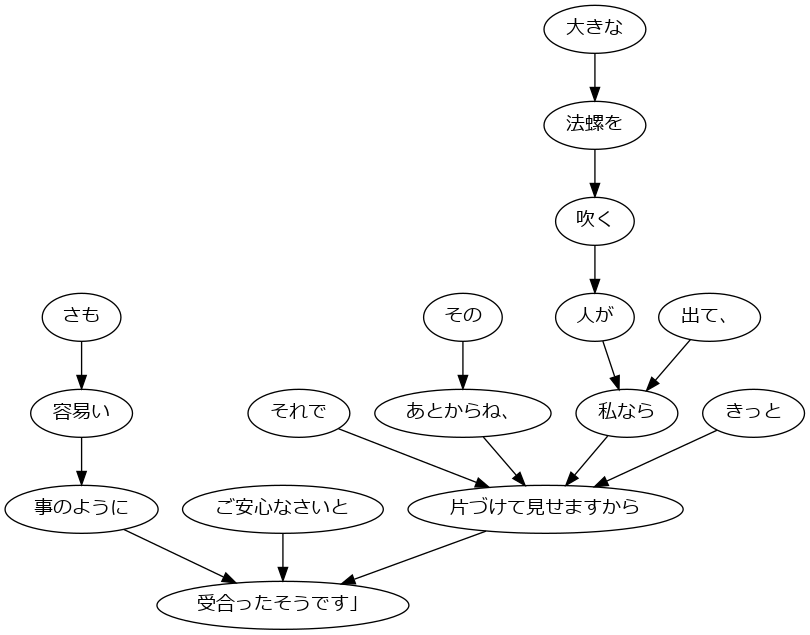 大きな
法螺を
吹く
さも
その
人が
出て、
容易い
それで
あとからね、
私なら
きっと
事のように
ご安心なさいと
片づけて見せますから
受合ったそうです」